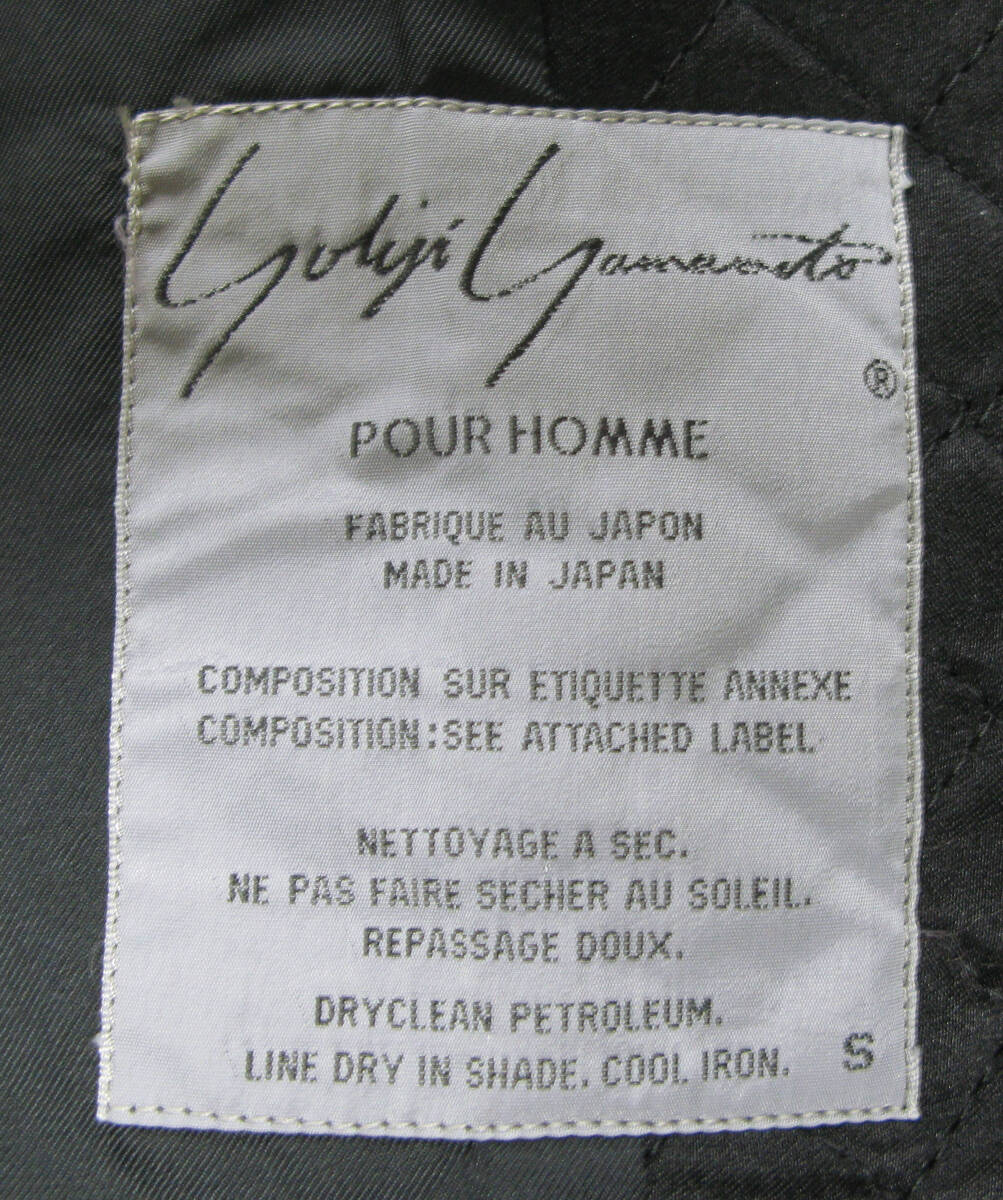 Yohji Yamamoto
®
POUR HOMME
FABRIQUE AU JAPON
MADE IN JAPAN
COMPOSITION SUR ETIQUETTE ANNEXE
COMPOSITION:SEE ATTACHED LABEL
NETTOYAGE A SEC.
NE PAS FAIRE SECHER AU SOLEIL.
REPASSAGE DOUX.
DRYCLEAN PETROLEUM.
LINE DRY IN SHADE. COOL IRON. S